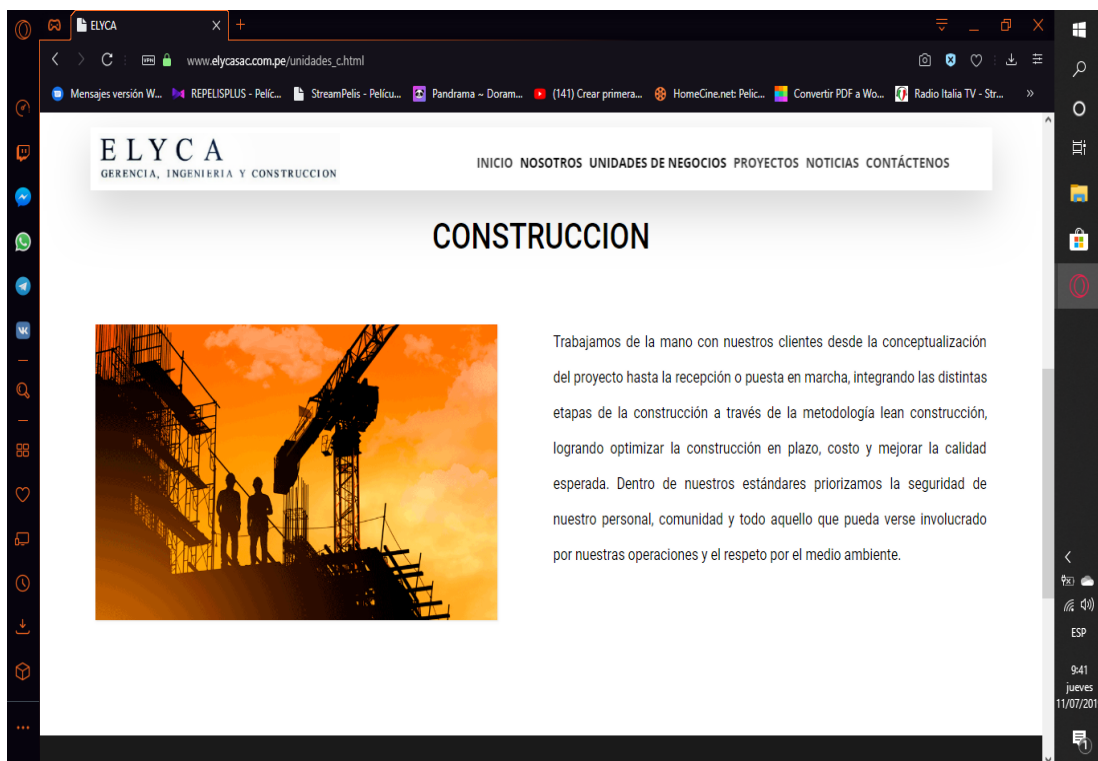 ELYCA
www.elycasac.com.pe/unidades_c.html
VPN
Mensajes versión W... REPELISPLUS - Pelíc... StreamPelis - Pelícu... Pandrama ~ Doram... (141) Crear primera... HomeCine.net: Pelic... Convertir PDF a Wo... Radio Italia TV - Str...
ELYCA
GERENCIA, INGENIERIA Y CONSTRUCCION
INICIO NOSOTROS UNIDADES DE NEGOCIOS PROYECTOS NOTICIAS CONTÁCTENOS
CONSTRUCCION
Trabajamos de la mano con nuestros clientes desde la conceptualización
del proyecto hasta la recepción o puesta en marcha, integrando las distintas
etapas de la construcción a través de la metodología lean construcción,
logrando optimizar la construcción en plazo, costo y mejorar la calidad
esperada. Dentro de nuestros estándares priorizamos la seguridad de
nuestro personal, comunidad y todo aquello que pueda verse involucrado
por nuestras operaciones y el respeto por el medio ambiente.
ESP
9:41
jueves
11/07/201
1